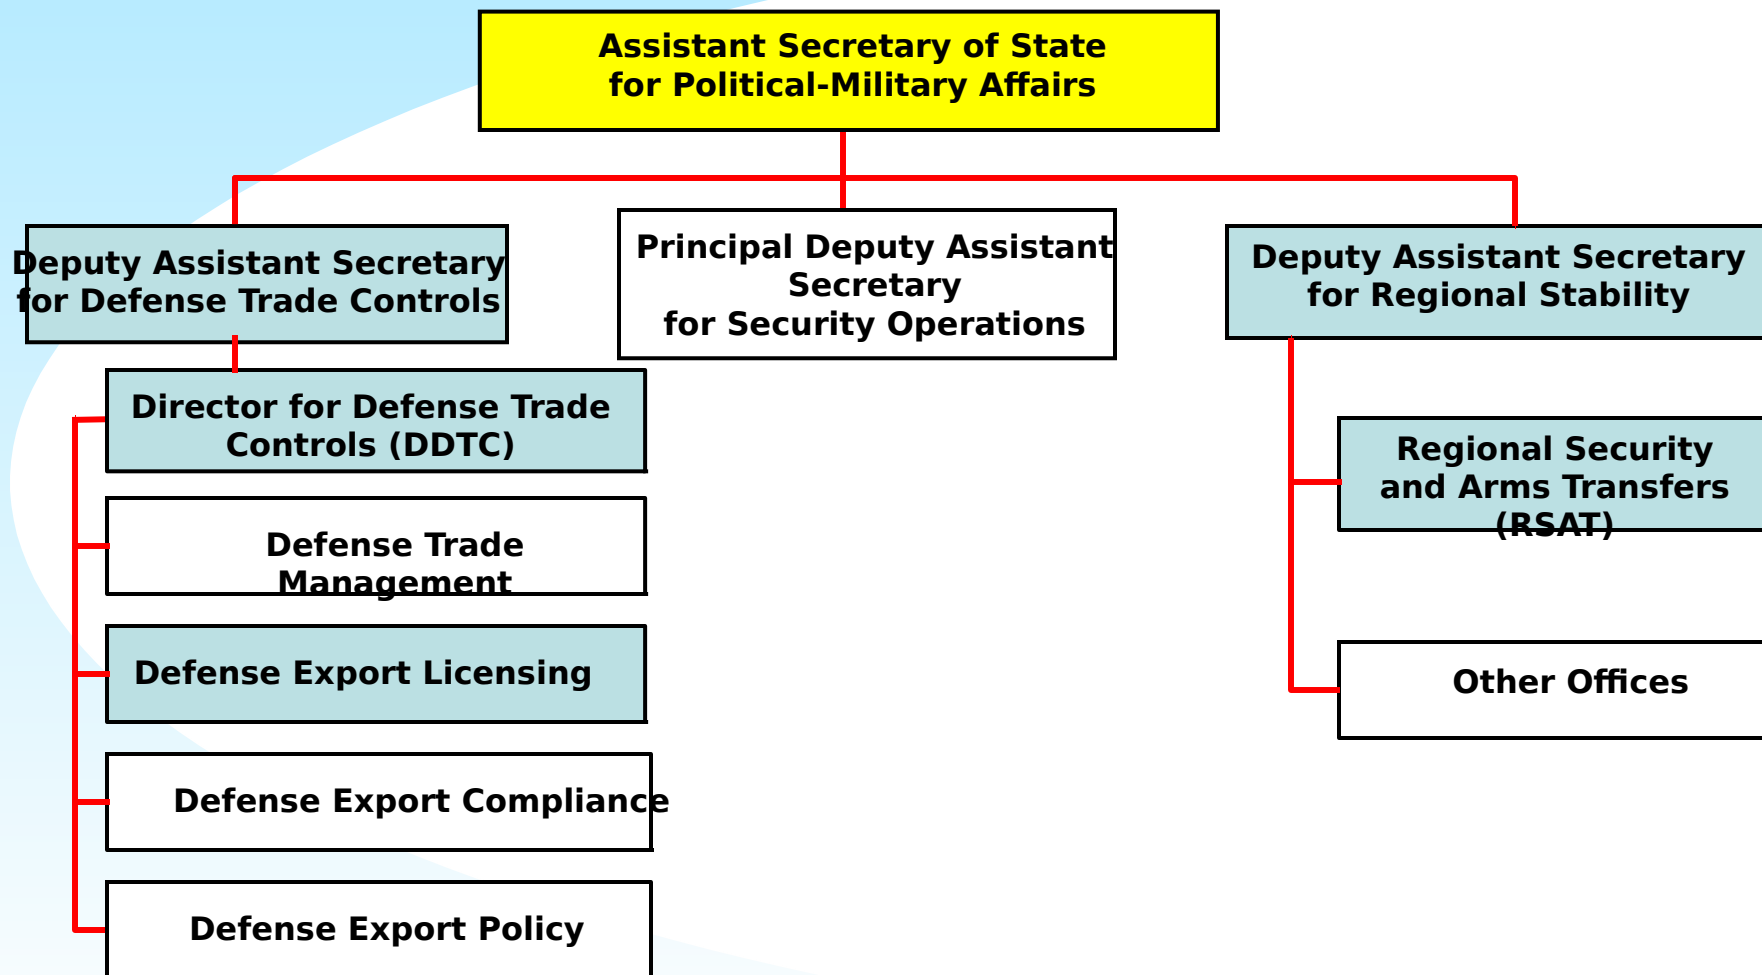 Assistant Secretary of State
for Political-Military Affairs
Deputy Assistant Secretary
for Defense Trade Controls
Principal Deputy Assistant
Secretary
for Security Operations
Deputy Assistant Secretary
for Regional Stability
Director for Defense Trade
Controls (DDTC)
Defense Trade
Management
Defense Export Licensing
Defense Export Compliance
Defense Export Policy
Regional Security
and Arms Transfers
(RSAT)
Other Offices